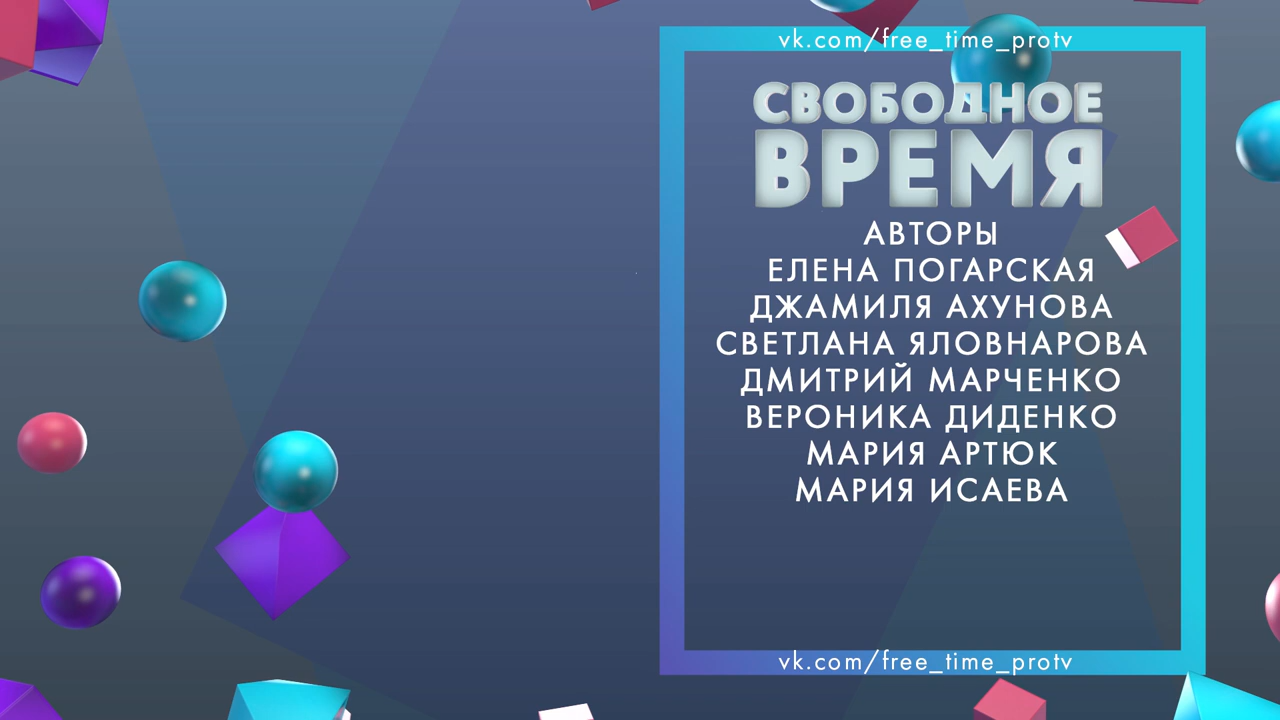 vk.com/free_time_protv
СВОБОДНОЕ
ВРЕМЯ
АВТОРЫ
ЕЛЕНА ПОГАРСКАЯ
ДЖАМИЛЯ АХУНОВА
СВЕТЛАНА ЯЛОВНАРОВА
ДМИТРИЙ МАРЧЕНКО
ВЕРОНИКА ДИДЕНКО
МАРИЯ АРТЮК
МАРИЯ ИСАЕВА
vk.com/free_time_protv